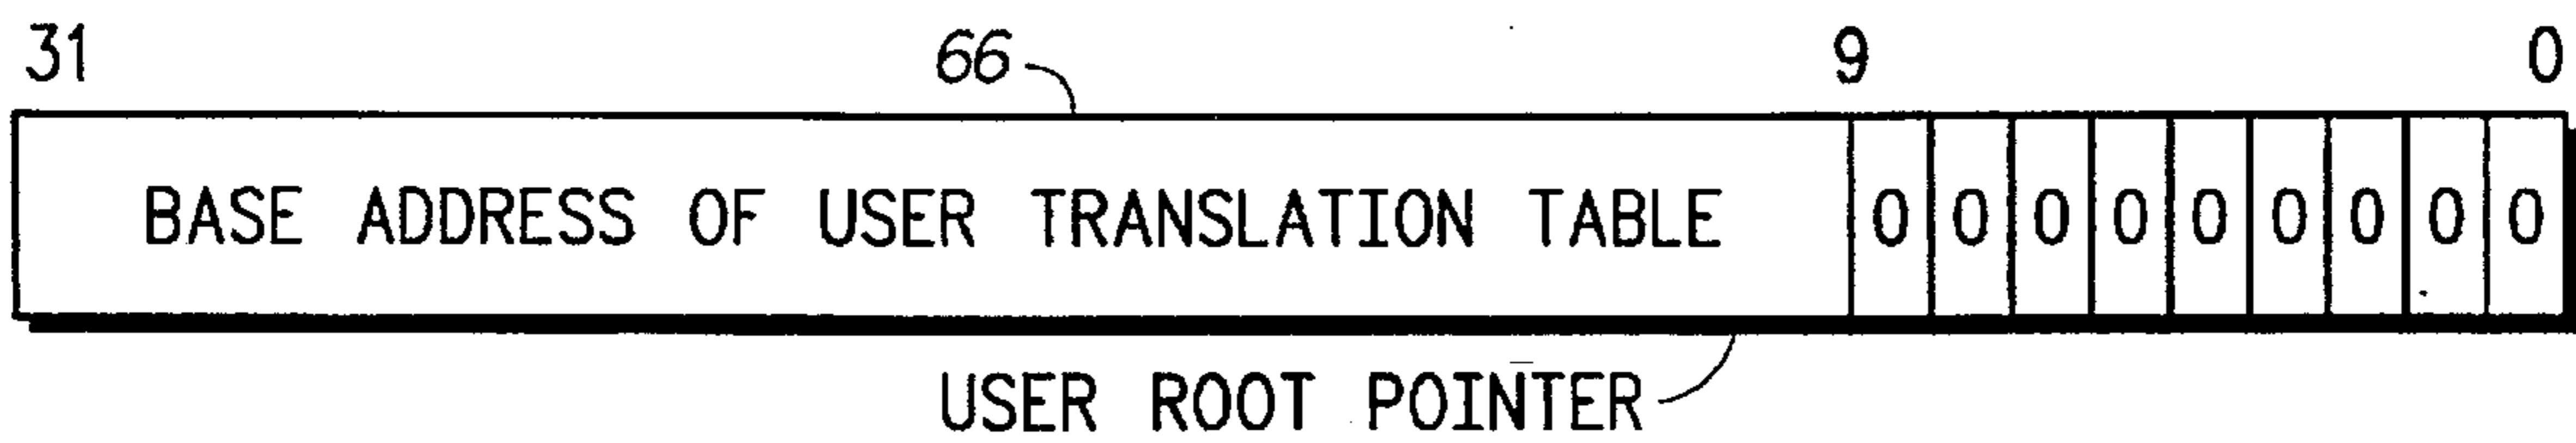 31 66 9 0
BASE ADDRESS OF USER TRANSLATION TABLE 0 0 0 0 0 0 0 0 0
USER ROOT POINTER